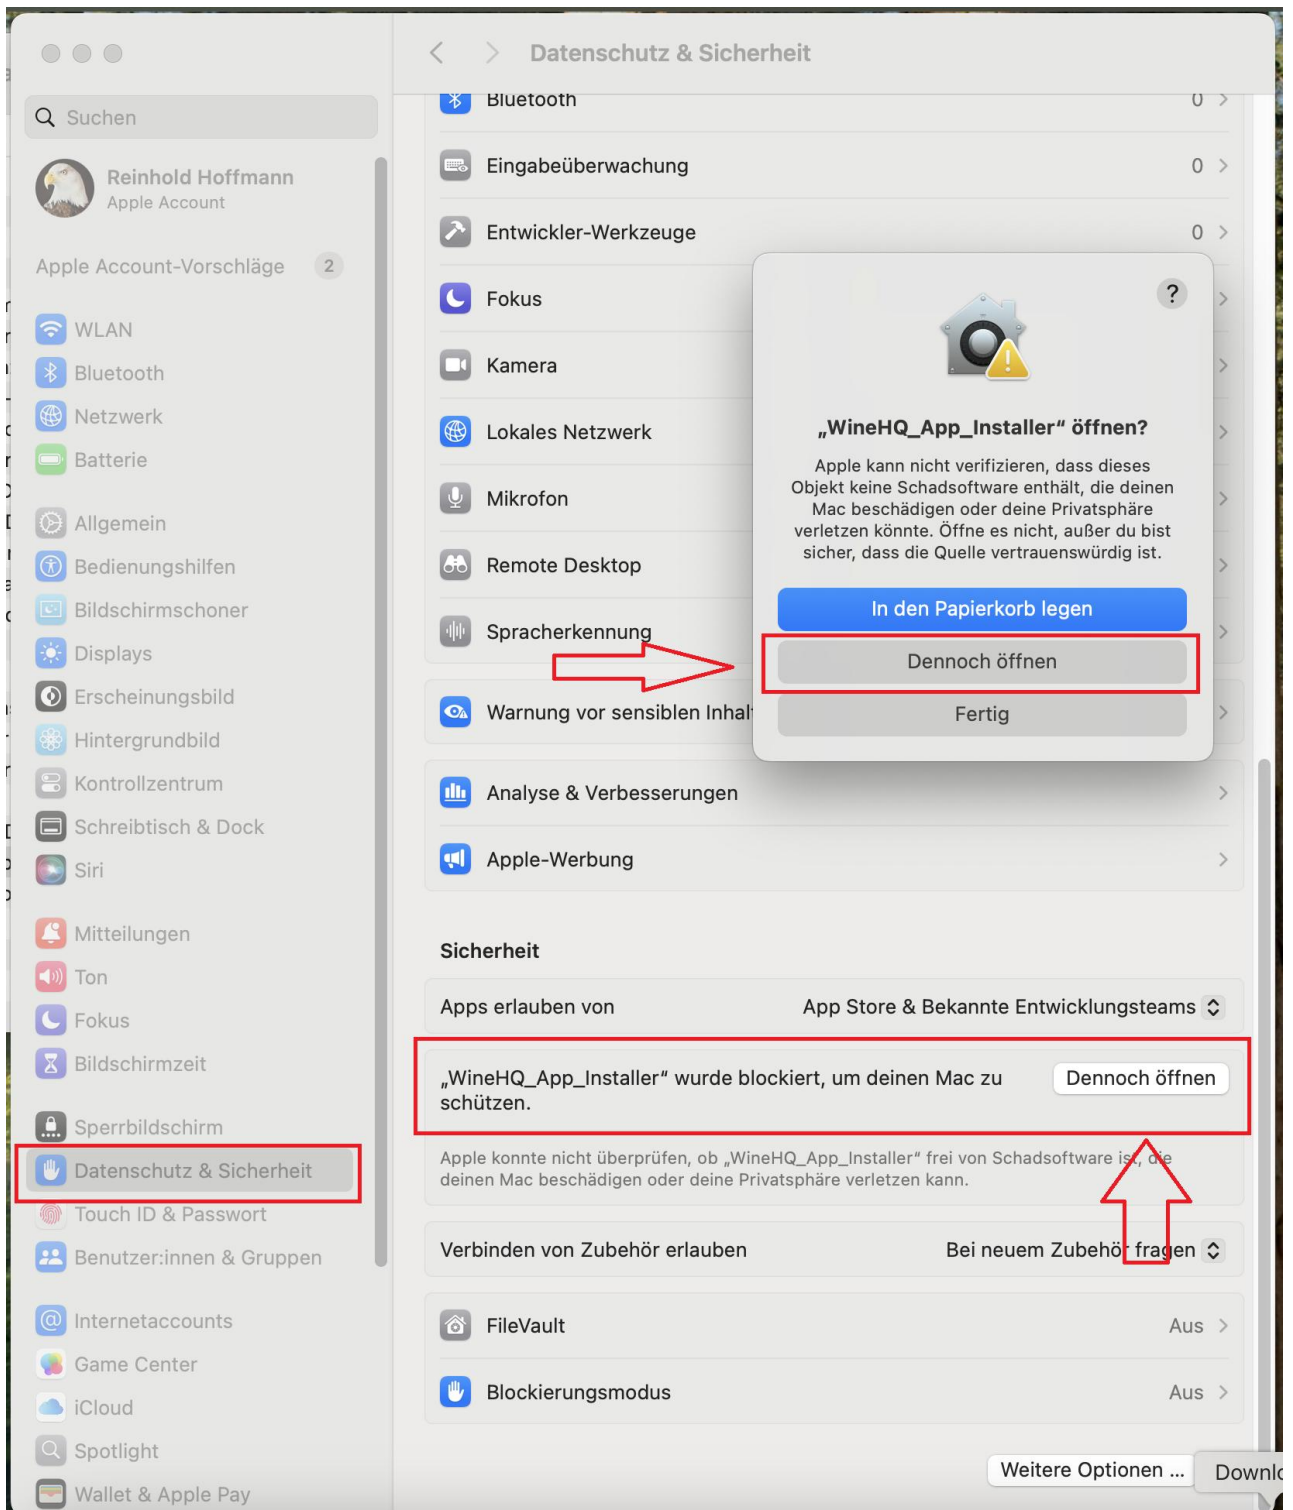 Datenschutz & Sicherheit
Suchen
Reinhold Hoffmann
Apple Account
Apple Account-Vorschläge 2
WLAN
Bluetooth
Netzwerk
Batterie
Allgemein
Bedienungshilfen
Bildschirmschoner
Displays
Erscheinungsbild
Hintergrundbild
Kontrollzentrum
Schreibtisch & Dock
Siri
Mitteilungen
Ton
Fokus
Bildschirmzeit
Sperrbildschirm
Datenschutz & Sicherheit
Touch ID & Passwort
Benutzer:innen & Gruppen
Internetaccounts
Game Center
iCloud
Spotlight
Wallet & Apple Pay
Bluetooth 0
Eingabeüberwachung 0
Entwickler-Werkzeuge 0
Fokus
Kamera
Lokales Netzwerk
Mikrofon
Remote Desktop
Spracherkennung
Warnung vor sensiblen Inhal
Analyse & Verbesserungen
Apple-Werbung
?
„WineHQ_App_Installer“ öffnen?
Apple kann nicht verifizieren, dass dieses
Objekt keine Schadsoftware enthält, die deinen
Mac beschädigen oder deine Privatsphäre
verletzen könnte. Öffne es nicht, außer du bist
sicher, dass die Quelle vertrauenswürdig ist.
In den Papierkorb legen
Dennoch öffnen
Fertig
Sicherheit
Apps erlauben von App Store & Bekannte Entwicklungsteams
„WineHQ_App_Installer“ wurde blockiert, um deinen Mac zu
schützen.
Dennoch öffnen
Apple konnte nicht überprüfen, ob „WineHQ_App_Installer“ frei von Schadsoftware ist, die
deinen Mac beschädigen oder deine Privatsphäre verletzen kann.
Verbinden von Zubehör erlauben Bei neuem Zubehör fragen
FileVault Aus
Blockierungsmodus Aus
Weitere Optionen ...
Downlo